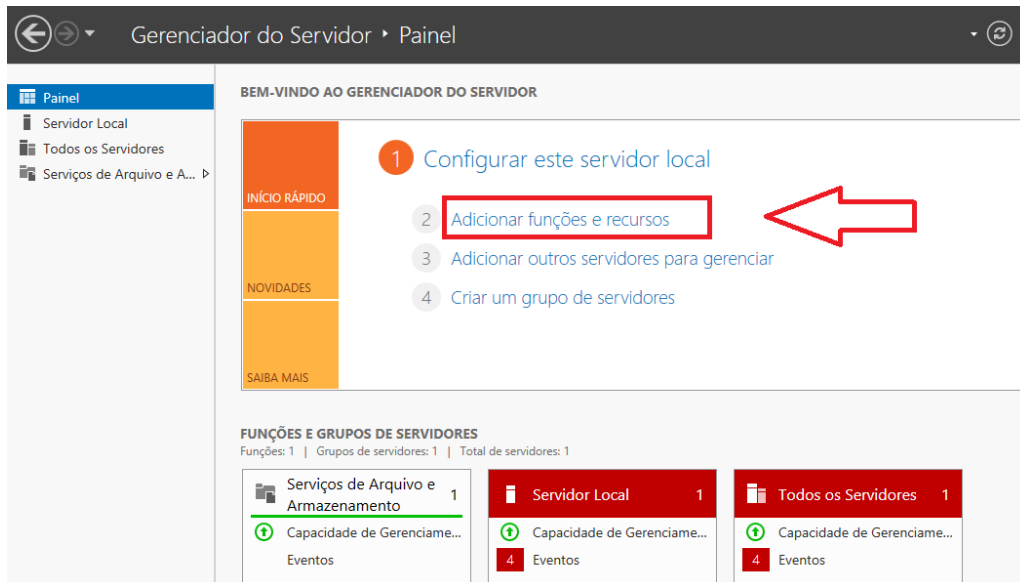 Gerenciador do Servidor ‣ Painel
Painel
Servidor Local
Todos os Servidores
Serviços de Arquivo e A...
BEM-VINDO AO GERENCIADOR DO SERVIDOR
INÍCIO RÁPIDO
NOVIDADES
SAIBA MAIS
1 Configurar este servidor local
2 Adicionar funções e recursos
3 Adicionar outros servidores para gerenciar
4 Criar um grupo de servidores
FUNÇÕES E GRUPOS DE SERVIDORES
Funções: 1 | Grupos de servidores: 1 | Total de servidores: 1
Serviços de Arquivo e
Armazenamento 1
Capacidade de Gerenciame...
Eventos
Servidor Local 1
Capacidade de Gerenciame...
4 Eventos
Todos os Servidores 1
Capacidade de Gerenciame...
4 Eventos